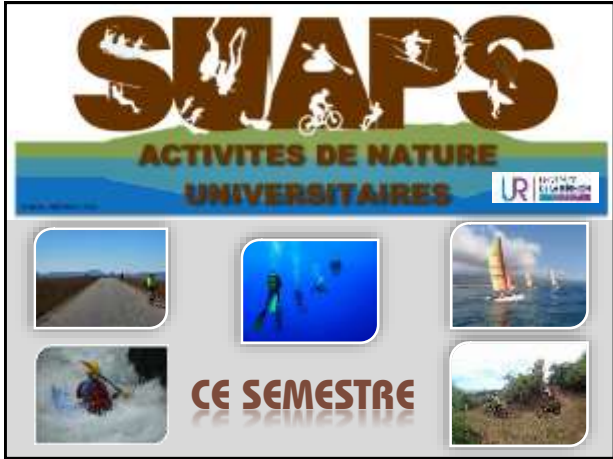 SUAPS
ACTIVITES DE NATURE
UNIVERSITAIRES
UR
CE SEMESTRE